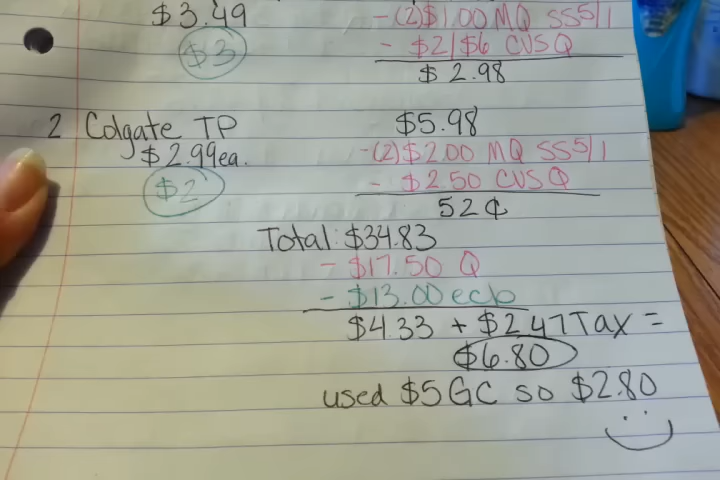 $3.49 -(2)$1.00 MQ SS5/1
$3 - $2/$6 CVS Q
$2.98
2 Colgate TP $5.98
$2.99ea. -(2)$2.00 MQ SS5/1
$2 - $2.50 CVS Q
52¢
Total: $34.83
- $17.50 Q
- $13.00 ecb
$4.33 + $2.47 Tax =
$6.80
used $5 GC so $2.80